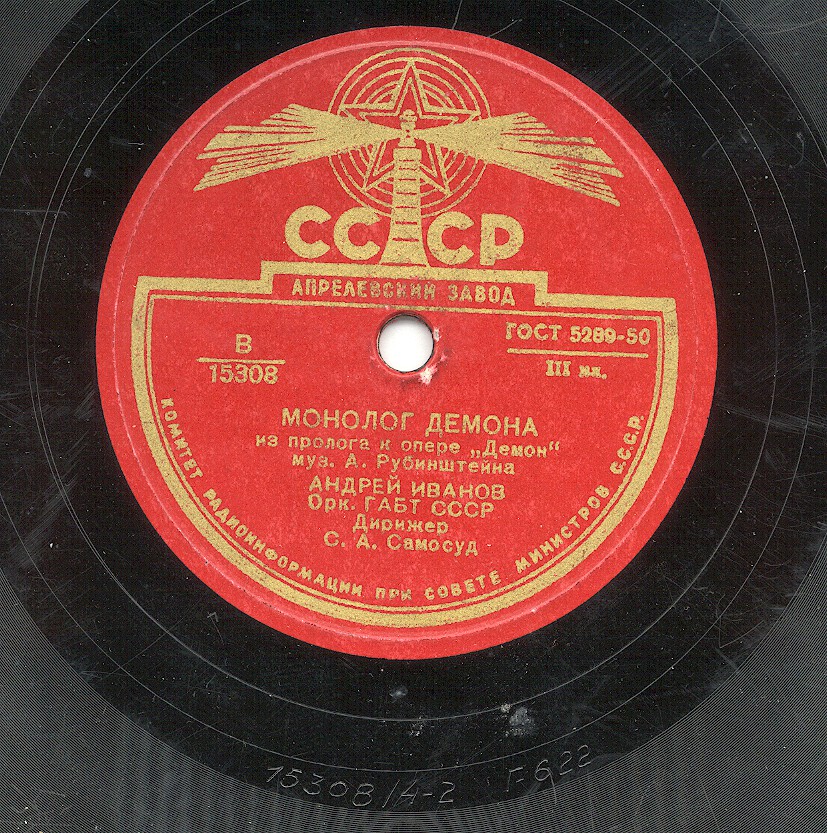 СССР
АПРЕЛЕВСКИЙ ЗАВОД
В
15308
ГОСТ 5289-50
III кл.
МОНОЛОГ ДЕМОНА
из пролога к опере „Демон“
муз. А. Рубинштейна
АНДРЕЙ ИВАНОВ
Орк. ГАБТ СССР
Дирижер
С. А. Самосуд
КОМИТЕТ РАДИОИНФОРМАЦИИ ПРИ СОВЕТЕ МИНИСТРОВ С.С.С.Р.
15308/4-2 Г622